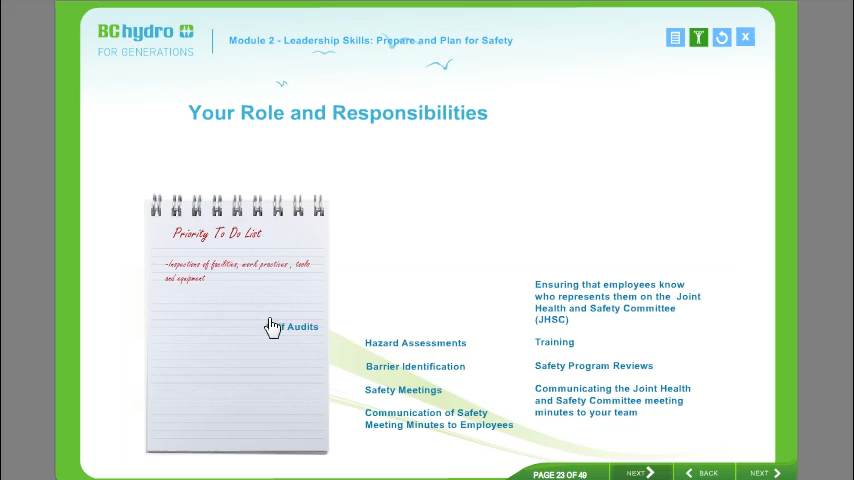 BChydro
FOR GENERATIONS
Module 2 - Leadership Skills: Prepare and Plan for Safety
Your Role and Responsibilities
Priority To Do List
-Inspections of facilities, work practices , tools
and equipment
f Audits
Hazard Assessments
Barrier Identification
Safety Meetings
Communication of Safety
Meeting Minutes to Employees
Ensuring that employees know
who represents them on the Joint
Health and Safety Committee
(JHSC)
Training
Safety Program Reviews
Communicating the Joint Health
and Safety Committee meeting
minutes to your team
PAGE 23 OF 49
NEXT
BACK
NEXT